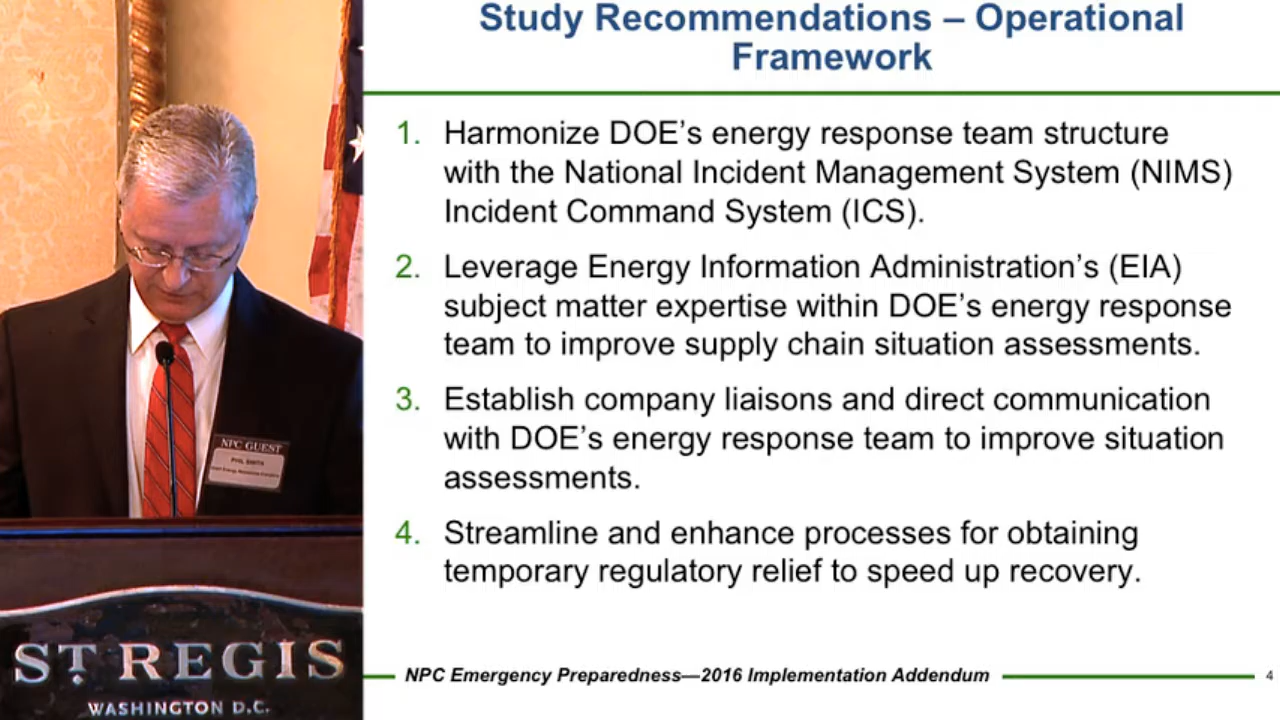 Study Recommendations – Operational
Framework
1. Harmonize DOE’s energy response team structure
with the National Incident Management System (NIMS)
Incident Command System (ICS).
2. Leverage Energy Information Administration’s (EIA)
subject matter expertise within DOE’s energy response
team to improve supply chain situation assessments.
3. Establish company liaisons and direct communication
with DOE’s energy response team to improve situation
assessments.
4. Streamline and enhance processes for obtaining
temporary regulatory relief to speed up recovery.
NPC Emergency Preparedness—2016 Implementation Addendum
4
NPC GUEST
PHIL SMITH
ST. REGIS
WASHINGTON D.C.